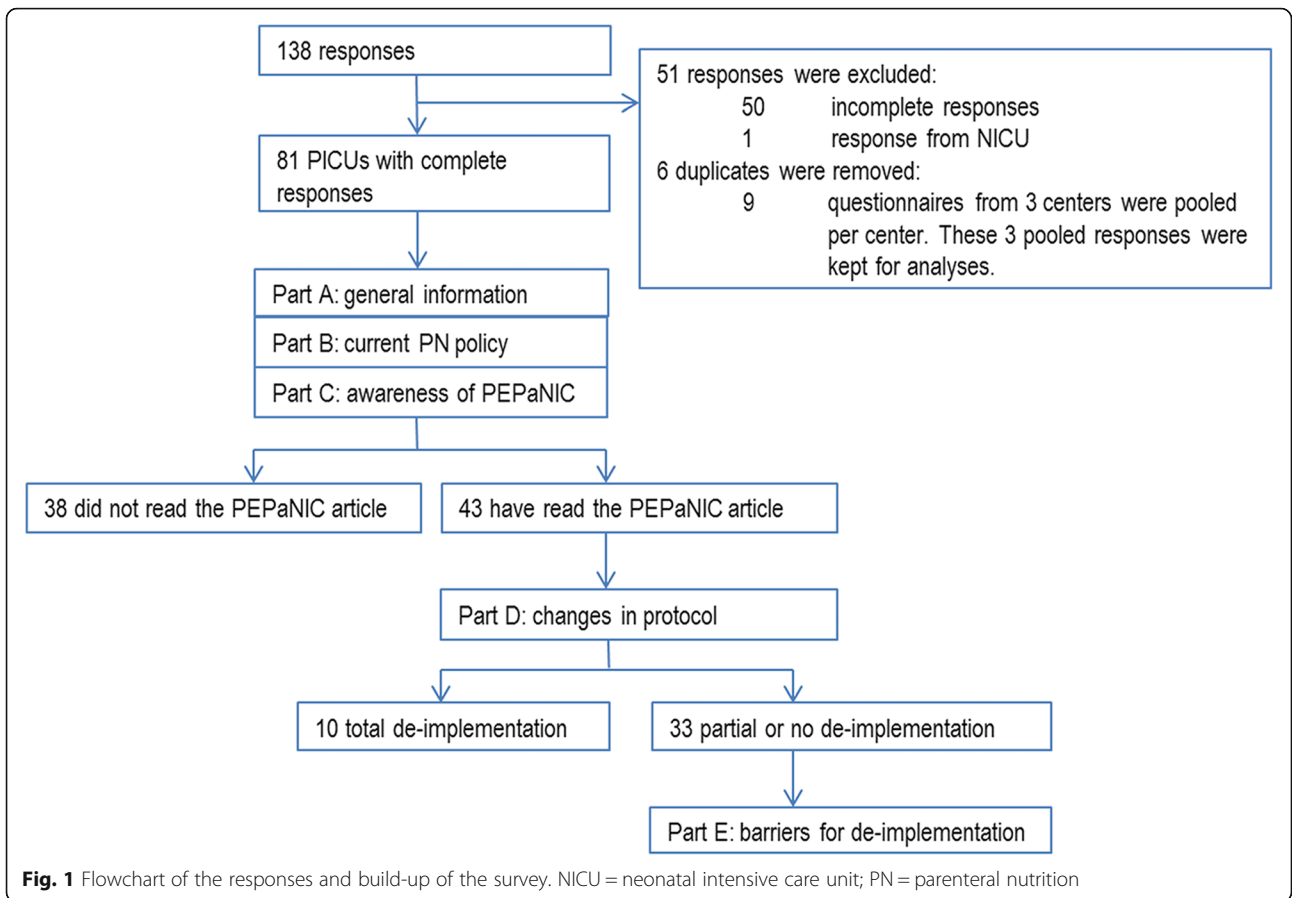 138 responses
51 responses were excluded:
50 incomplete responses
1 response from NICU
6 duplicates were removed:
9 questionnaires from 3 centers were pooled
per center. These 3 pooled responses were
kept for analyses.
81 PICUs with complete
responses
Part A: general information
Part B: current PN policy
Part C: awareness of PEPaNIC
38 did not read the PEPaNIC article
43 have read the PEPaNIC article
Part D: changes in protocol
10 total de-implementation
33 partial or no de-implementation
Part E: barriers for de-implementation
Fig. 1 Flowchart of the responses and build-up of the survey. NICU = neonatal intensive care unit; PN = parenteral nutrition